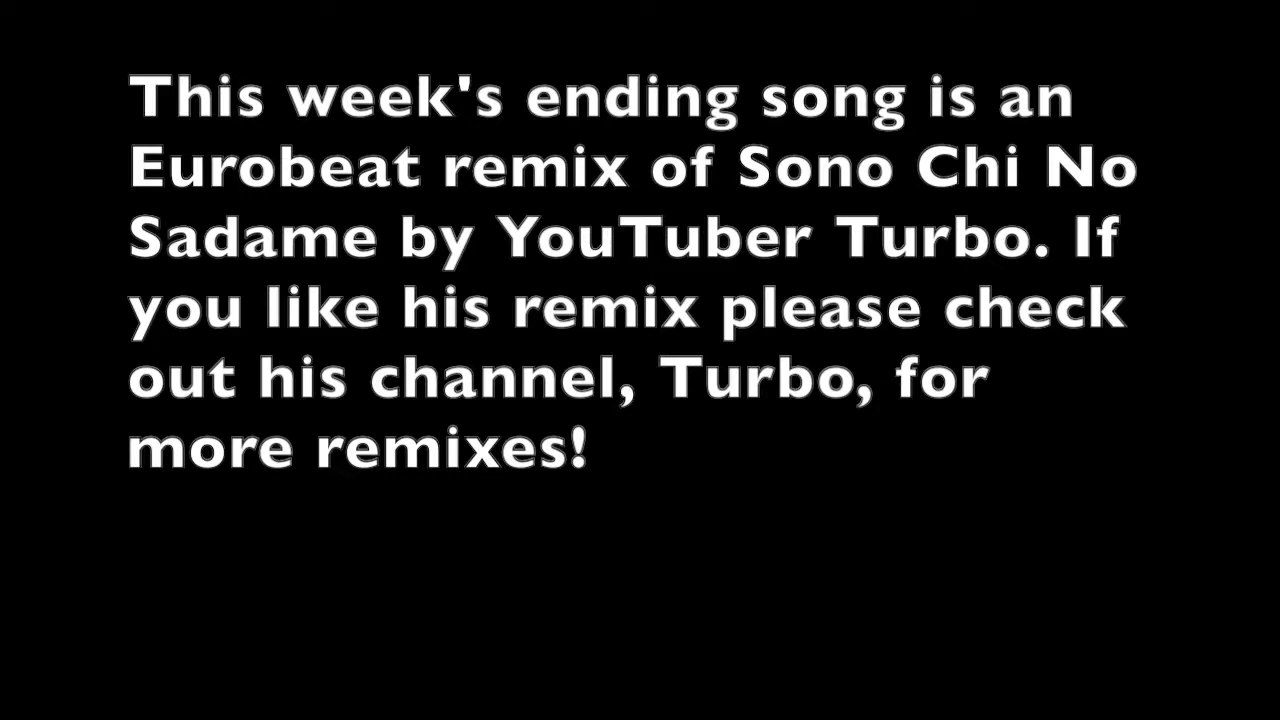 This week's ending song is an
Eurobeat remix of Sono Chi No
Sadame by YouTuber Turbo. If
you like his remix please check
out his channel, Turbo, for
more remixes!